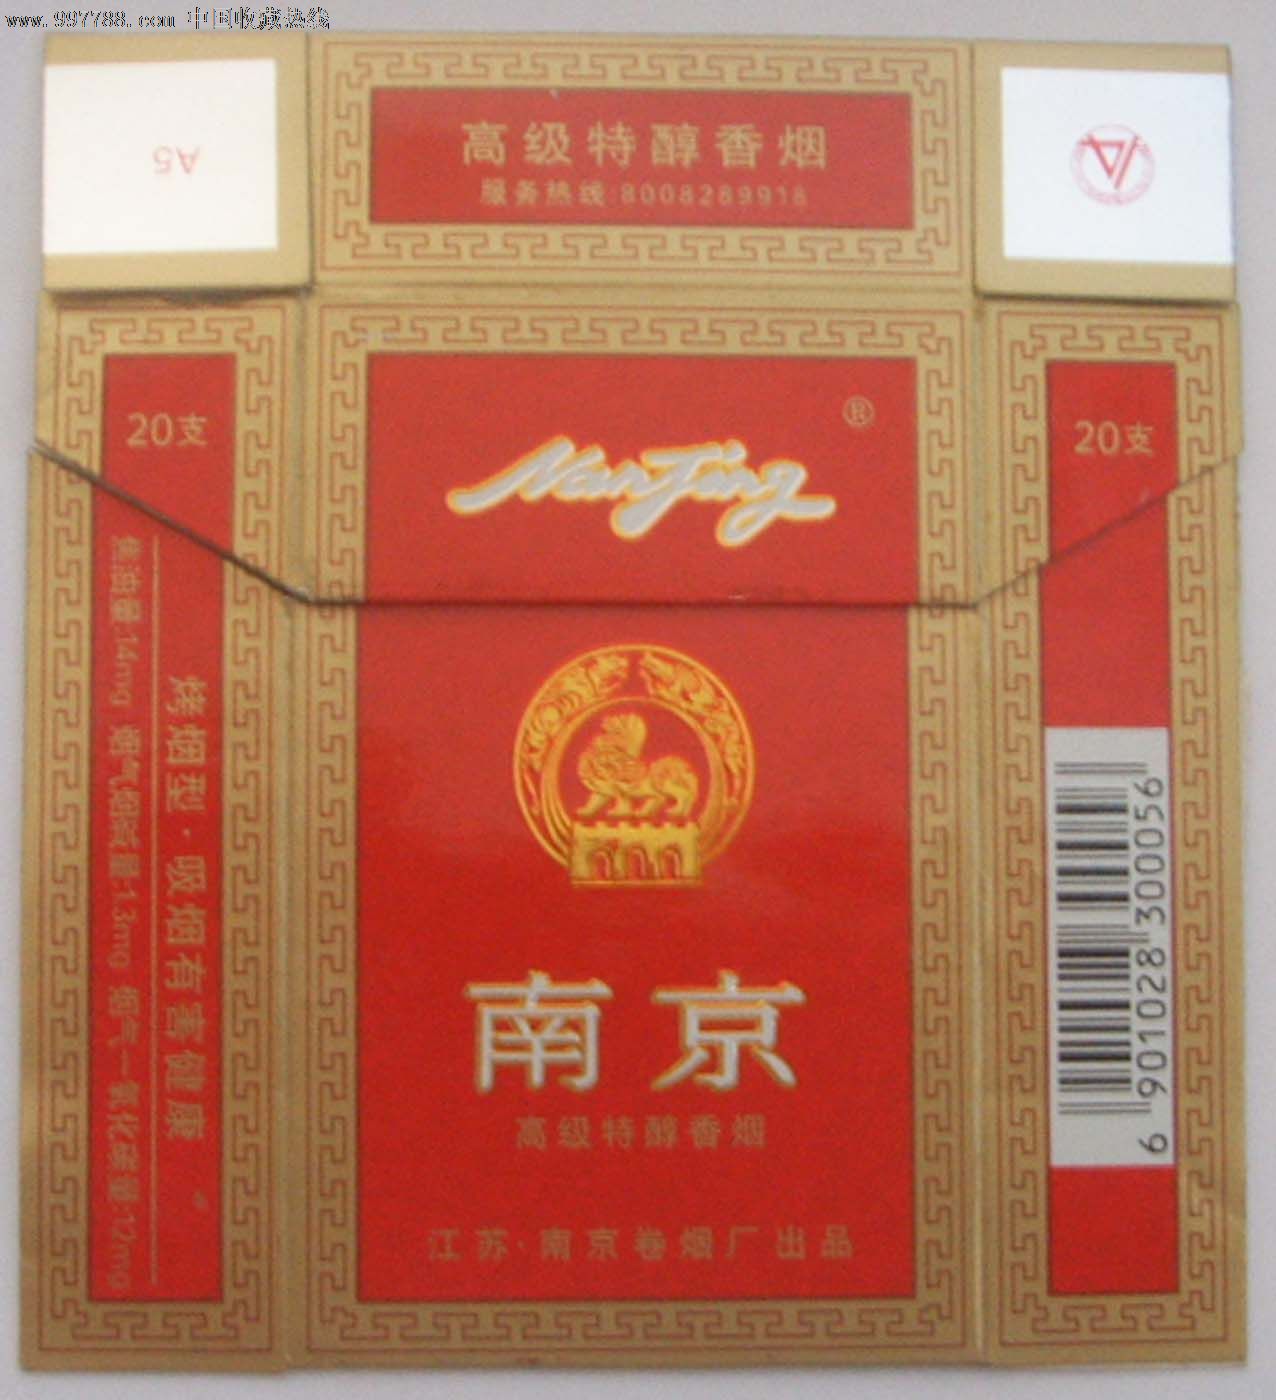 www.997788.com 中国收藏热线
A5
高级特醇香烟
服务热线:8008289918
20支
NanJing
®
20支
烤烟型·吸烟有害健康
焦油量:14mg 烟气烟碱量:1.3mg 烟气一氧化碳量:12mg
南京
高级特醇香烟
江苏·南京卷烟厂出品
6 901028 300056